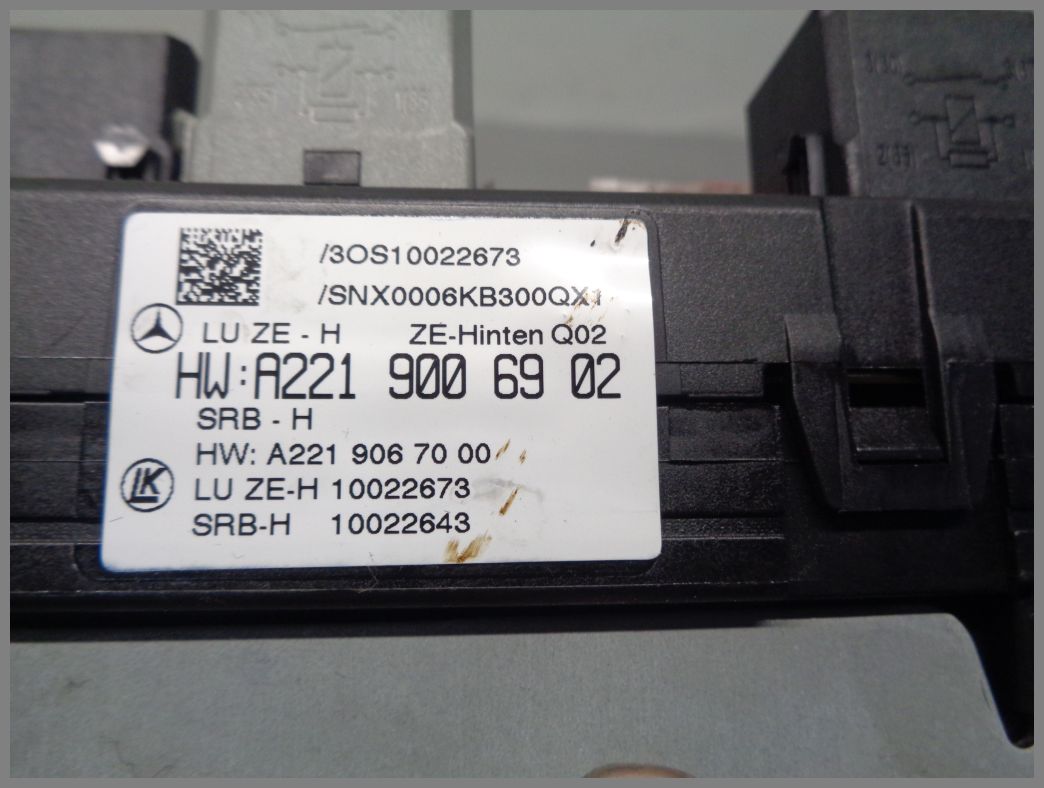 /3OS10022673
/SNX0006KB300QX1
LU ZE - H ZE-Hinten Q02
HW:A221 900 69 02
SRB - H
HW: A221 906 70 00
LK
LU ZE-H 10022673
SRB-H 10022643